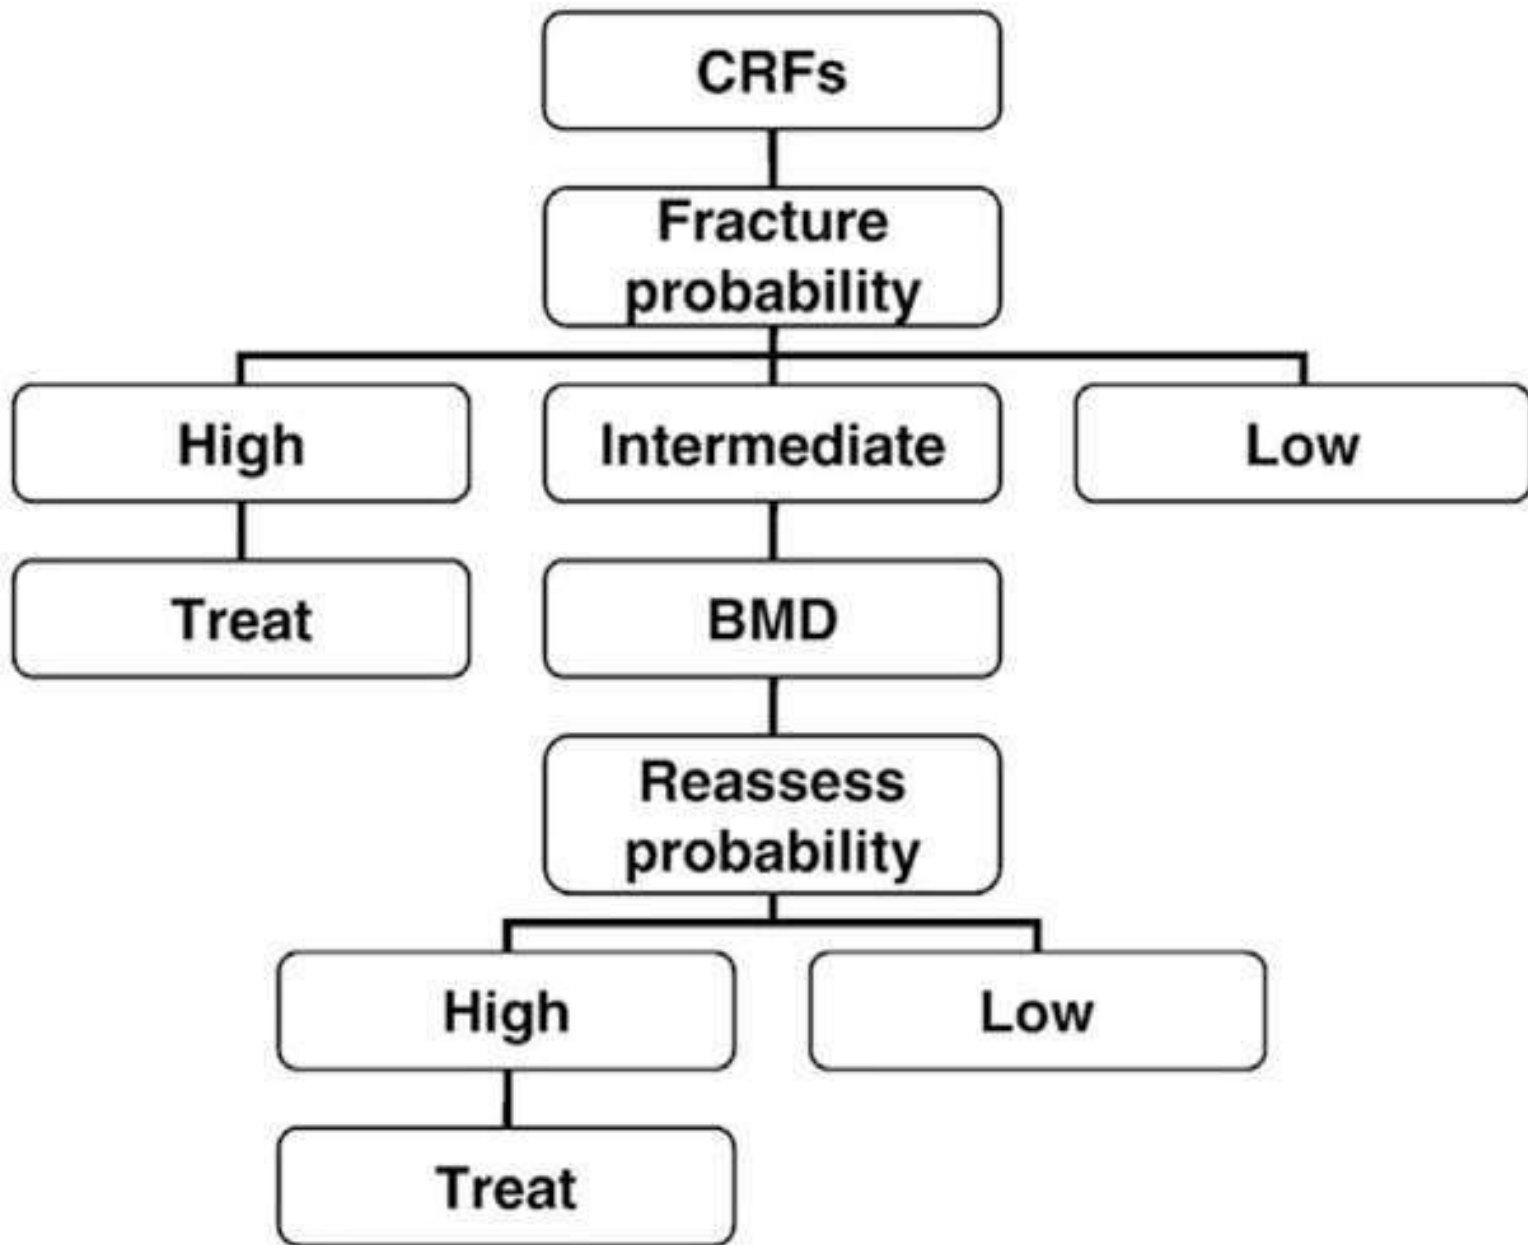 CRFs
Fracture
probability
High
Intermediate
Low
Treat
BMD
Reassess
probability
High
Low
Treat